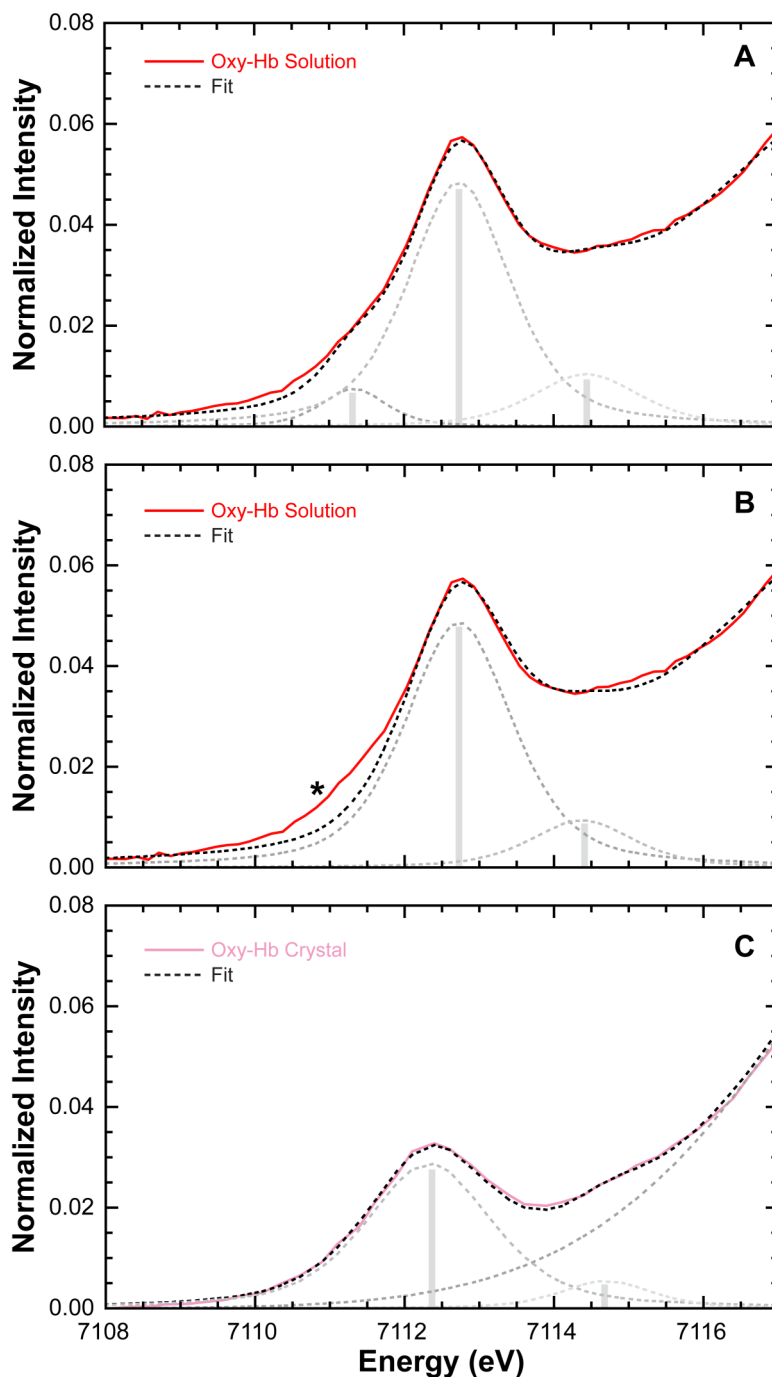 0.08
A
Oxy-Hb Solution
Fit
0.06
0.04
0.02
0.00
Normalized Intensity
0.08
B
Oxy-Hb Solution
Fit
0.06
0.04
*
0.02
0.00
Normalized Intensity
0.08
C
Oxy-Hb Crystal
Fit
0.06
0.04
0.02
0.00
Normalized Intensity
7108 7110 7112 7114 7116
Energy (eV)